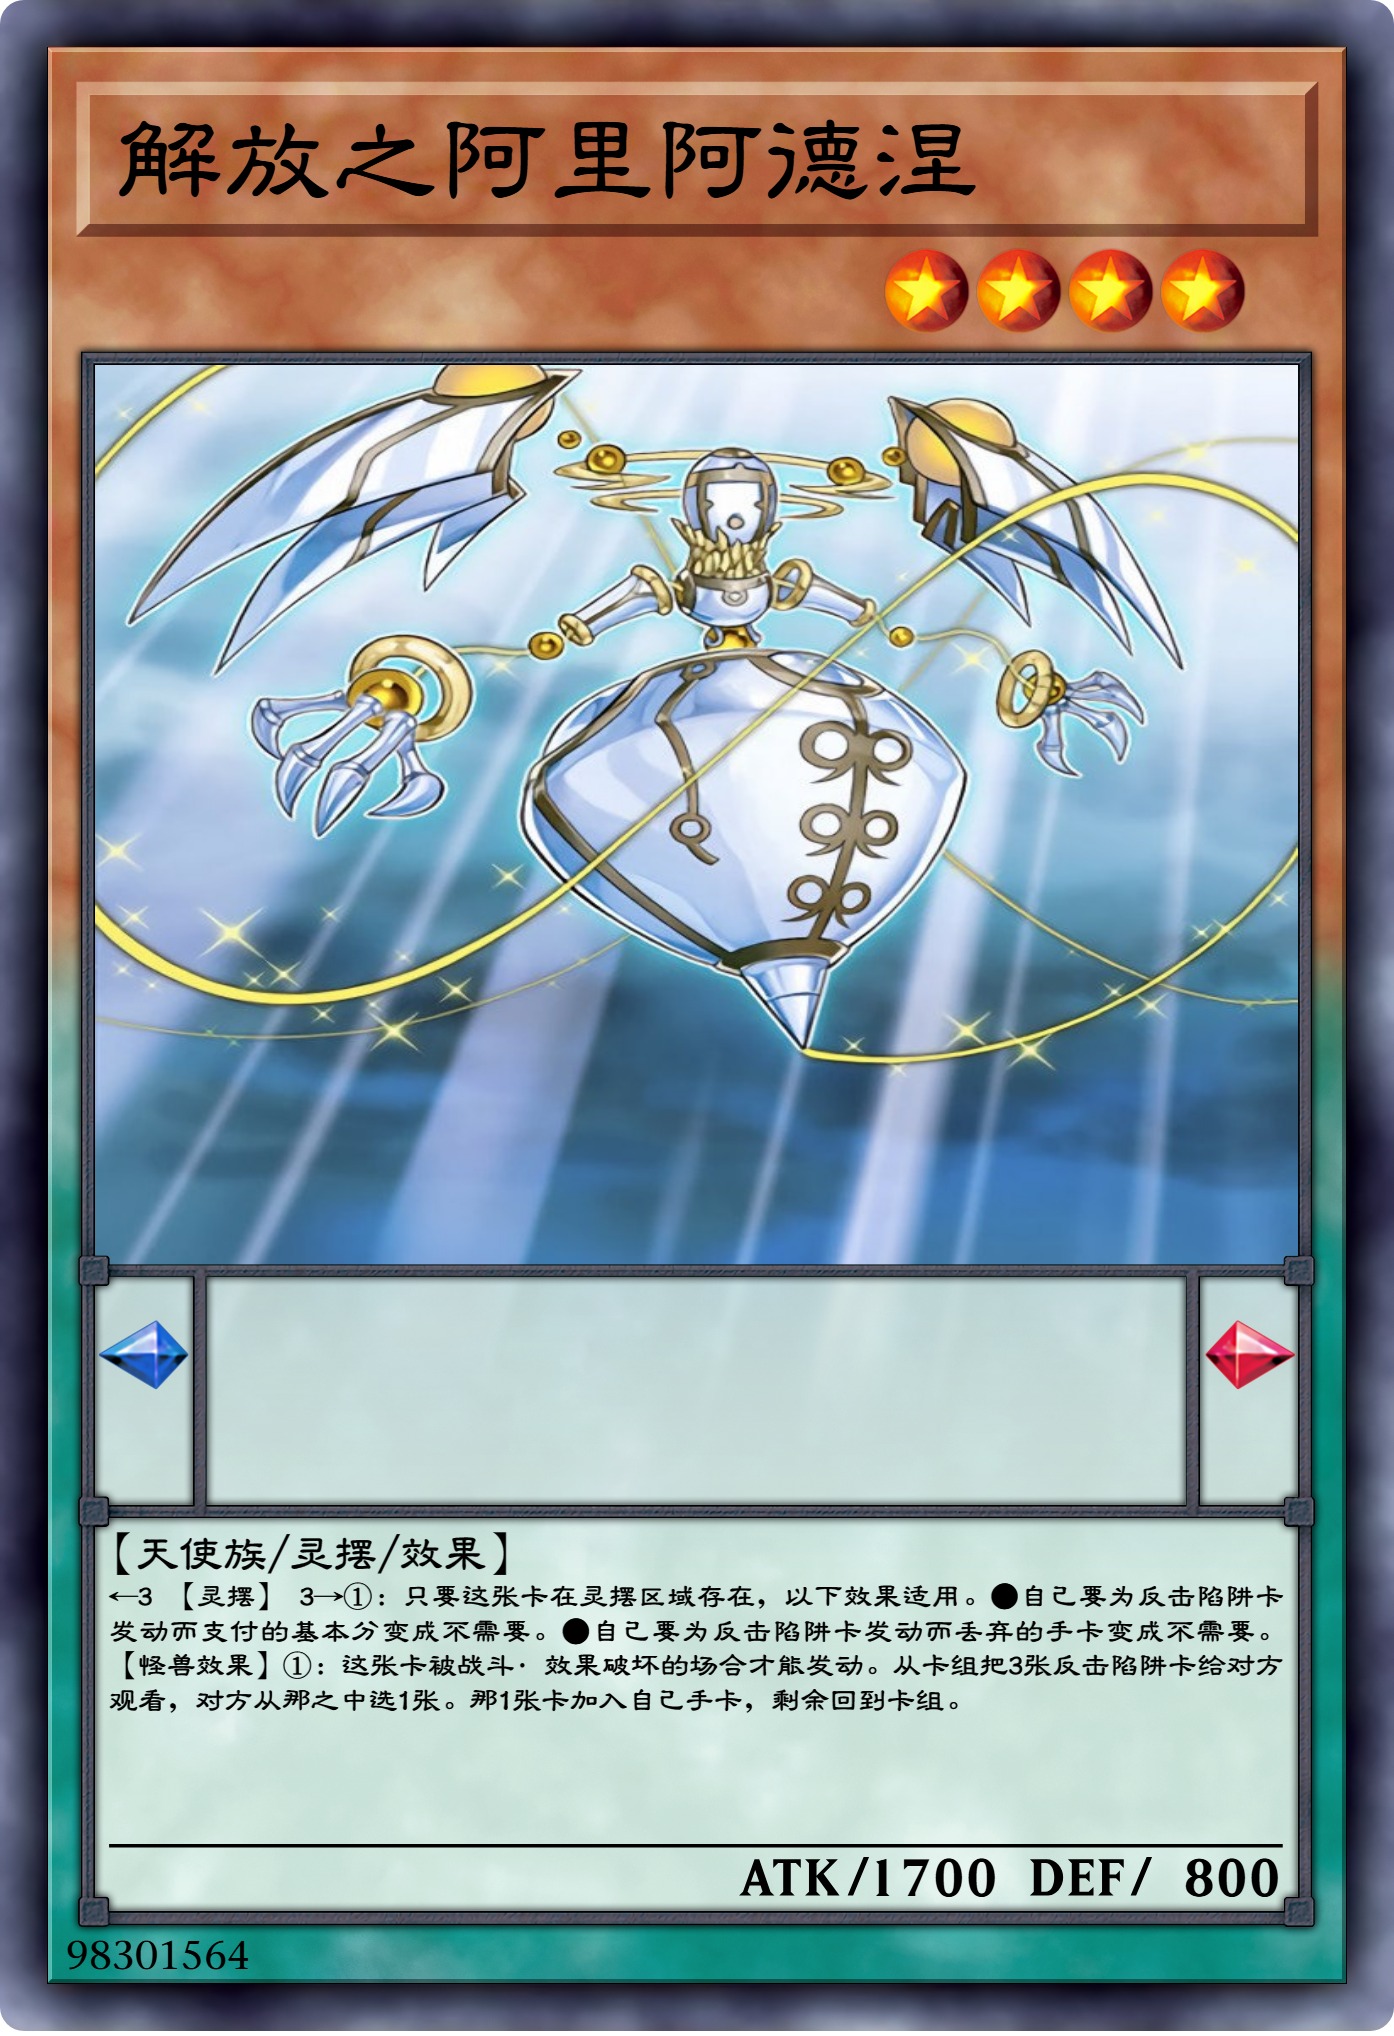 解放之阿里阿德涅
【天使族/灵摆/效果】
←3 【灵摆】 3→①：只要这张卡在灵摆区域存在，以下效果适用。●自己要为反击陷阱卡
发动而支付的基本分变成不需要。●自己要为反击陷阱卡发动而丢弃的手卡变成不需要。
【怪兽效果】①：这张卡被战斗·效果破坏的场合才能发动。从卡组把3张反击陷阱卡给对方
观看，对方从那之中选1张。那1张卡加入自己手卡，剩余回到卡组。
ATK/1700 DEF/ 800
98301564